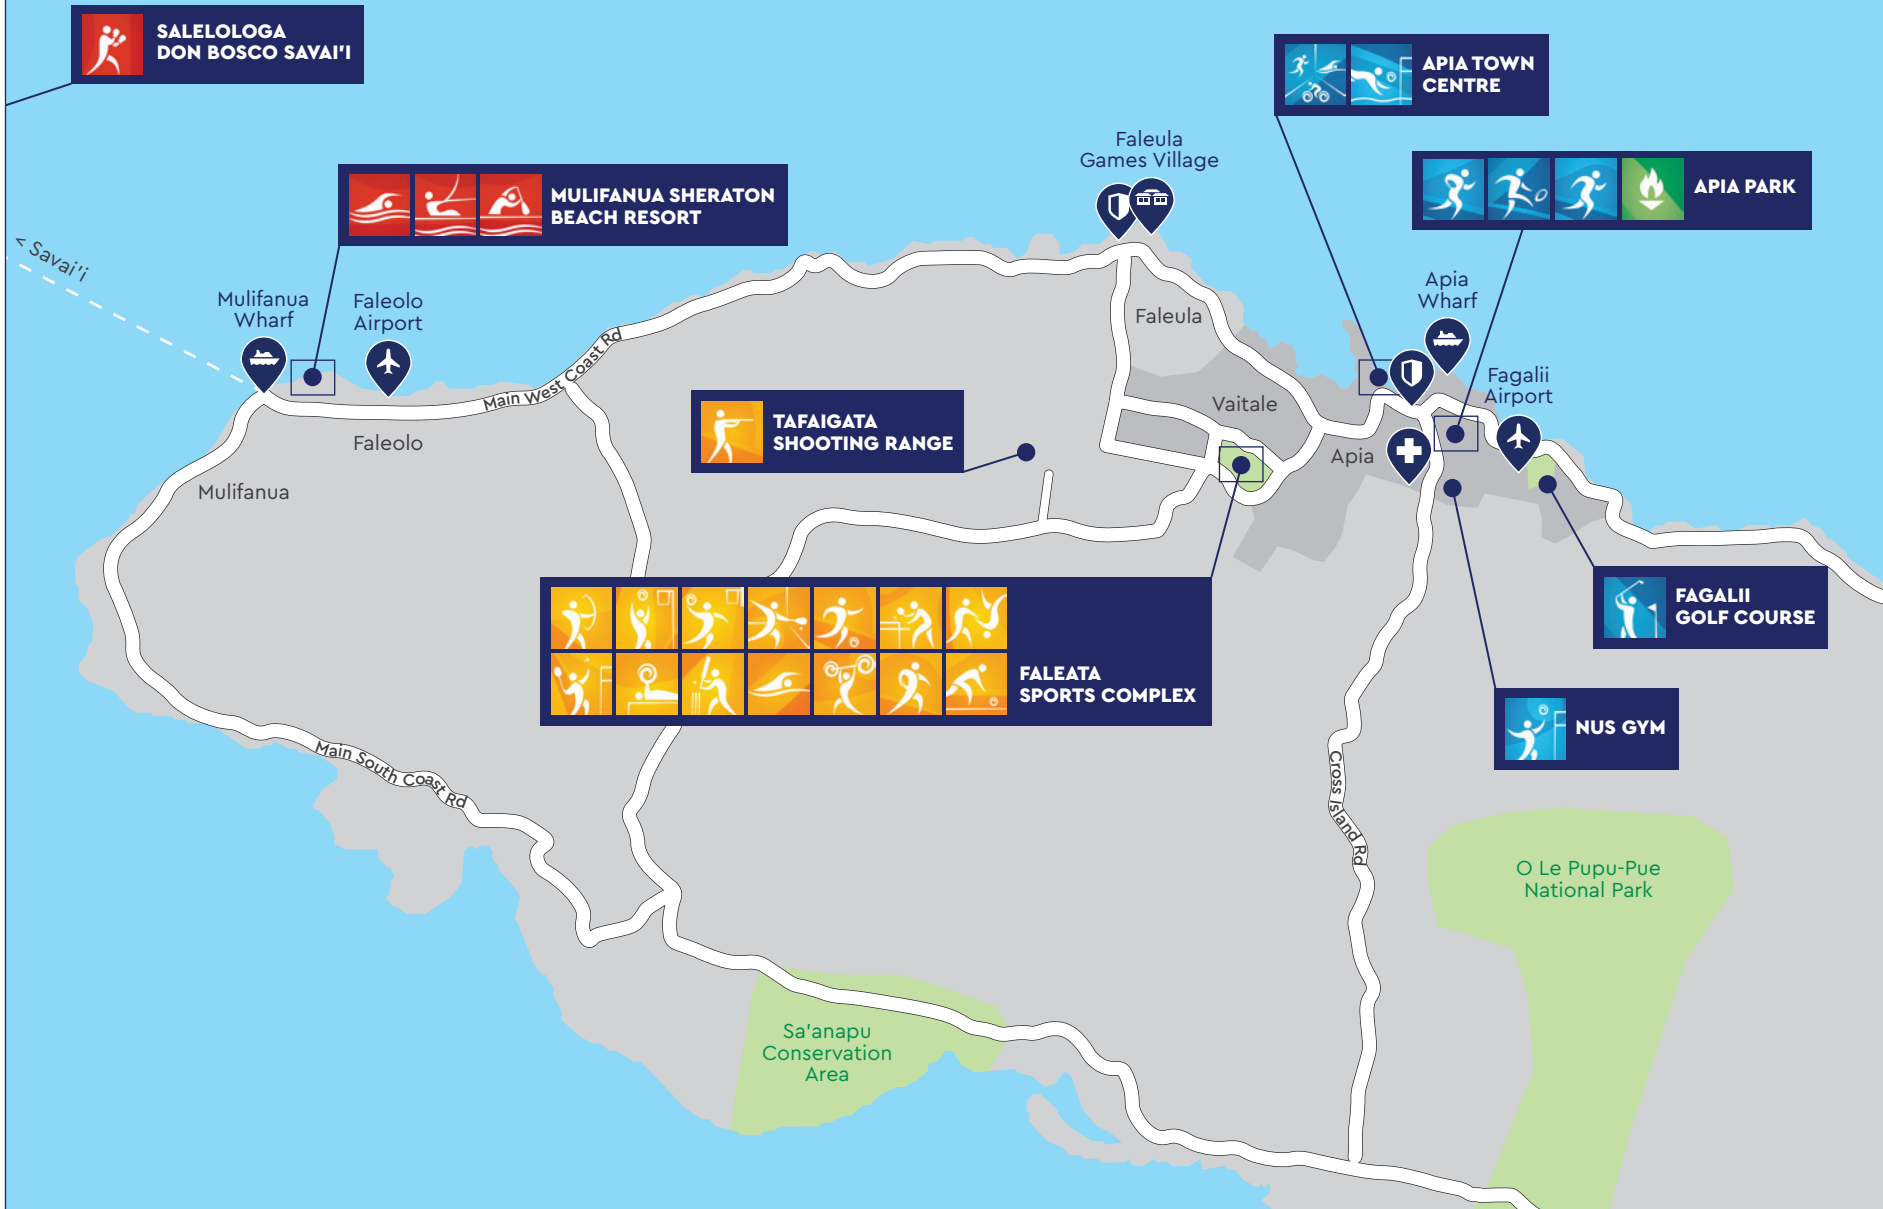 SALELOLOGA
DON BOSCO SAVAI'I
APIA TOWN
CENTRE
Faleula
Games Village
APIA PARK
MULIFANUA SHERATON
BEACH RESORT
< Savai'i
Mulifanua
Wharf
Faleolo
Airport
Apia
Wharf
Faleula
Main West Coast Rd
Fagalii
Airport
Vaitale
TAFAIGATA
SHOOTING RANGE
Faleolo
Apia
Mulifanua
FAGALII
GOLF COURSE
FALEATA
SPORTS COMPLEX
NUS GYM
Main South Coast Rd
Cross Island Rd
O Le Pupu-Pue
National Park
Sa'anapu
Conservation
Area